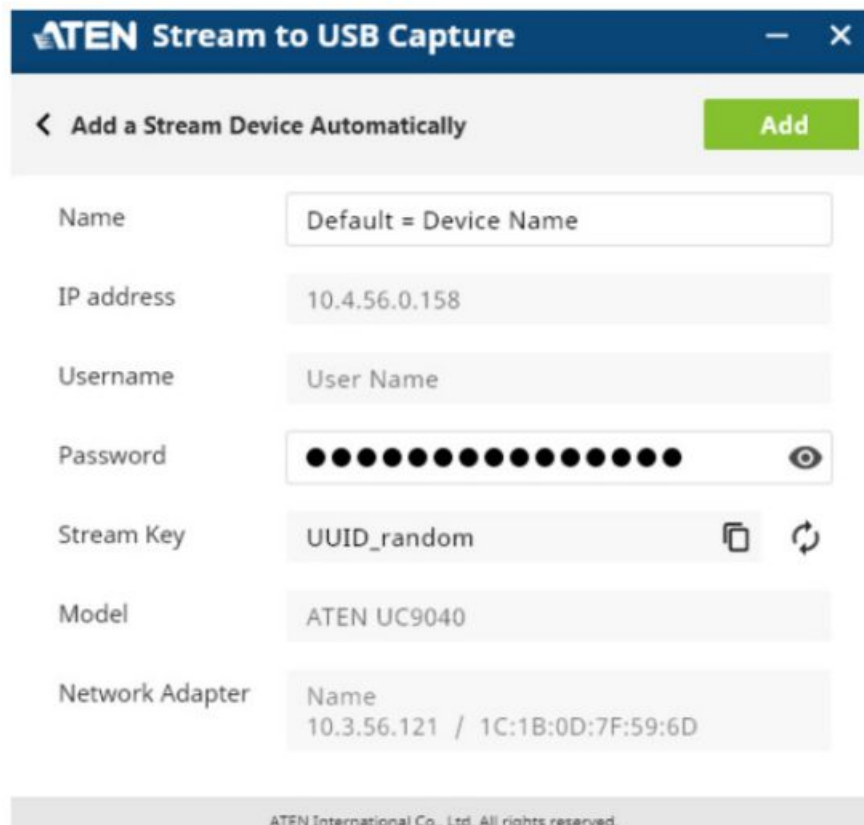 ATEN Stream to USB Capture
Add a Stream Device Automatically Add
Name Default = Device Name
IP address 10.4.56.0.158
Username User Name
Password ●●●●●●●●●●●●●●●
Stream Key UUID_random
Model ATEN UC9040
Network Adapter Name
10.3.56.121 / 1C:1B:0D:7F:59:6D
ATEN International Co., Ltd. All rights reserved.